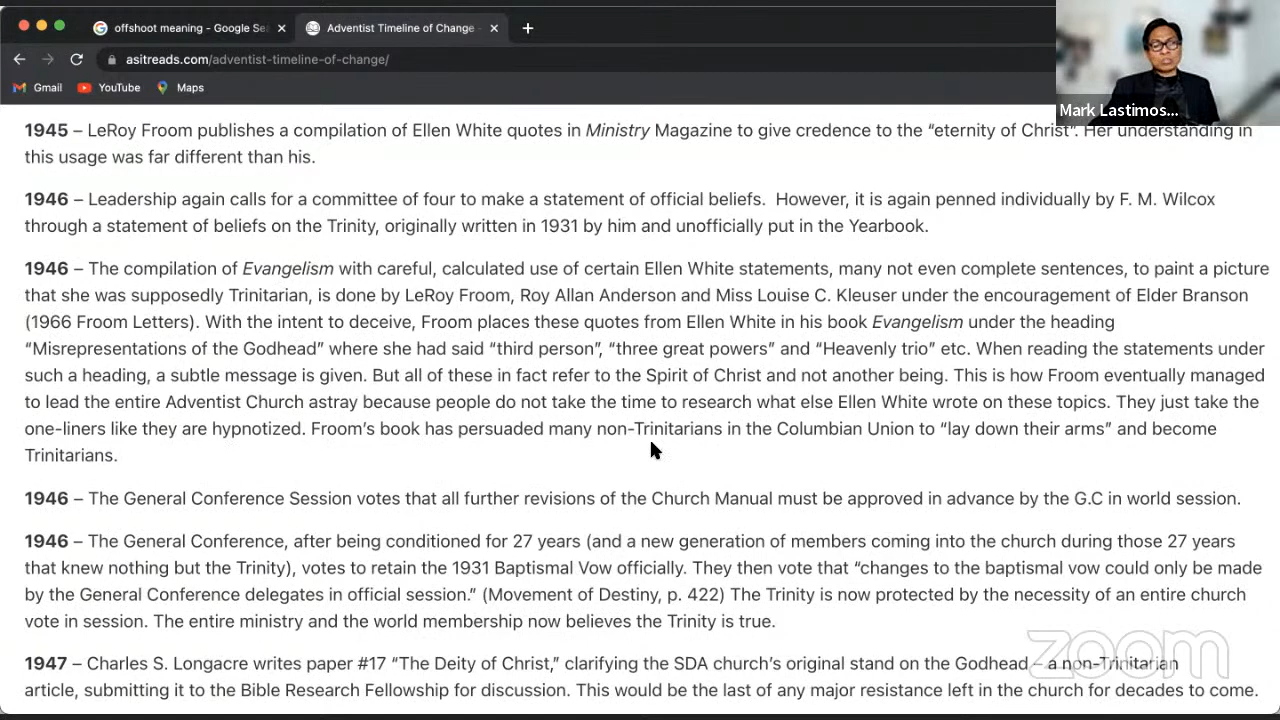 offshoot meaning - Google Se
Adventist Timeline of Change -
asitreads.com/adventist-timeline-of-change/
Gmail YouTube Maps
Mark Lastimos...
1945 – LeRoy Froom publishes a compilation of Ellen White quotes in Ministry Magazine to give credence to the “eternity of Christ”. Her understanding in
this usage was far different than his.
1946 – Leadership again calls for a committee of four to make a statement of official beliefs.  However, it is again penned individually by F. M. Wilcox
through a statement of beliefs on the Trinity, originally written in 1931 by him and unofficially put in the Yearbook.
1946 – The compilation of Evangelism with careful, calculated use of certain Ellen White statements, many not even complete sentences, to paint a picture
that she was supposedly Trinitarian, is done by LeRoy Froom, Roy Allan Anderson and Miss Louise C. Kleuser under the encouragement of Elder Branson
(1966 Froom Letters). With the intent to deceive, Froom places these quotes from Ellen White in his book Evangelism under the heading
“Misrepresentations of the Godhead” where she had said “third person”, “three great powers” and “Heavenly trio” etc. When reading the statements under
such a heading, a subtle message is given. But all of these in fact refer to the Spirit of Christ and not another being. This is how Froom eventually managed
to lead the entire Adventist Church astray because people do not take the time to research what else Ellen White wrote on these topics. They just take the
one-liners like they are hypnotized. Froom’s book has persuaded many non-Trinitarians in the Columbian Union to “lay down their arms” and become
Trinitarians.
1946 – The General Conference Session votes that all further revisions of the Church Manual must be approved in advance by the G.C in world session.
1946 – The General Conference, after being conditioned for 27 years (and a new generation of members coming into the church during those 27 years
that knew nothing but the Trinity), votes to retain the 1931 Baptismal Vow officially. They then vote that “changes to the baptismal vow could only be made
by the General Conference delegates in official session.” (Movement of Destiny, p. 422) The Trinity is now protected by the necessity of an entire church
vote in session. The entire ministry and the world membership now believes the Trinity is true.
zoom
1947 – Charles S. Longacre writes paper #17 “The Deity of Christ,” clarifying the SDA church’s original stand on the Godhead – a non-Trinitarian
article, submitting it to the Bible Research Fellowship for discussion. This would be the last of any major resistance left in the church for decades to come.